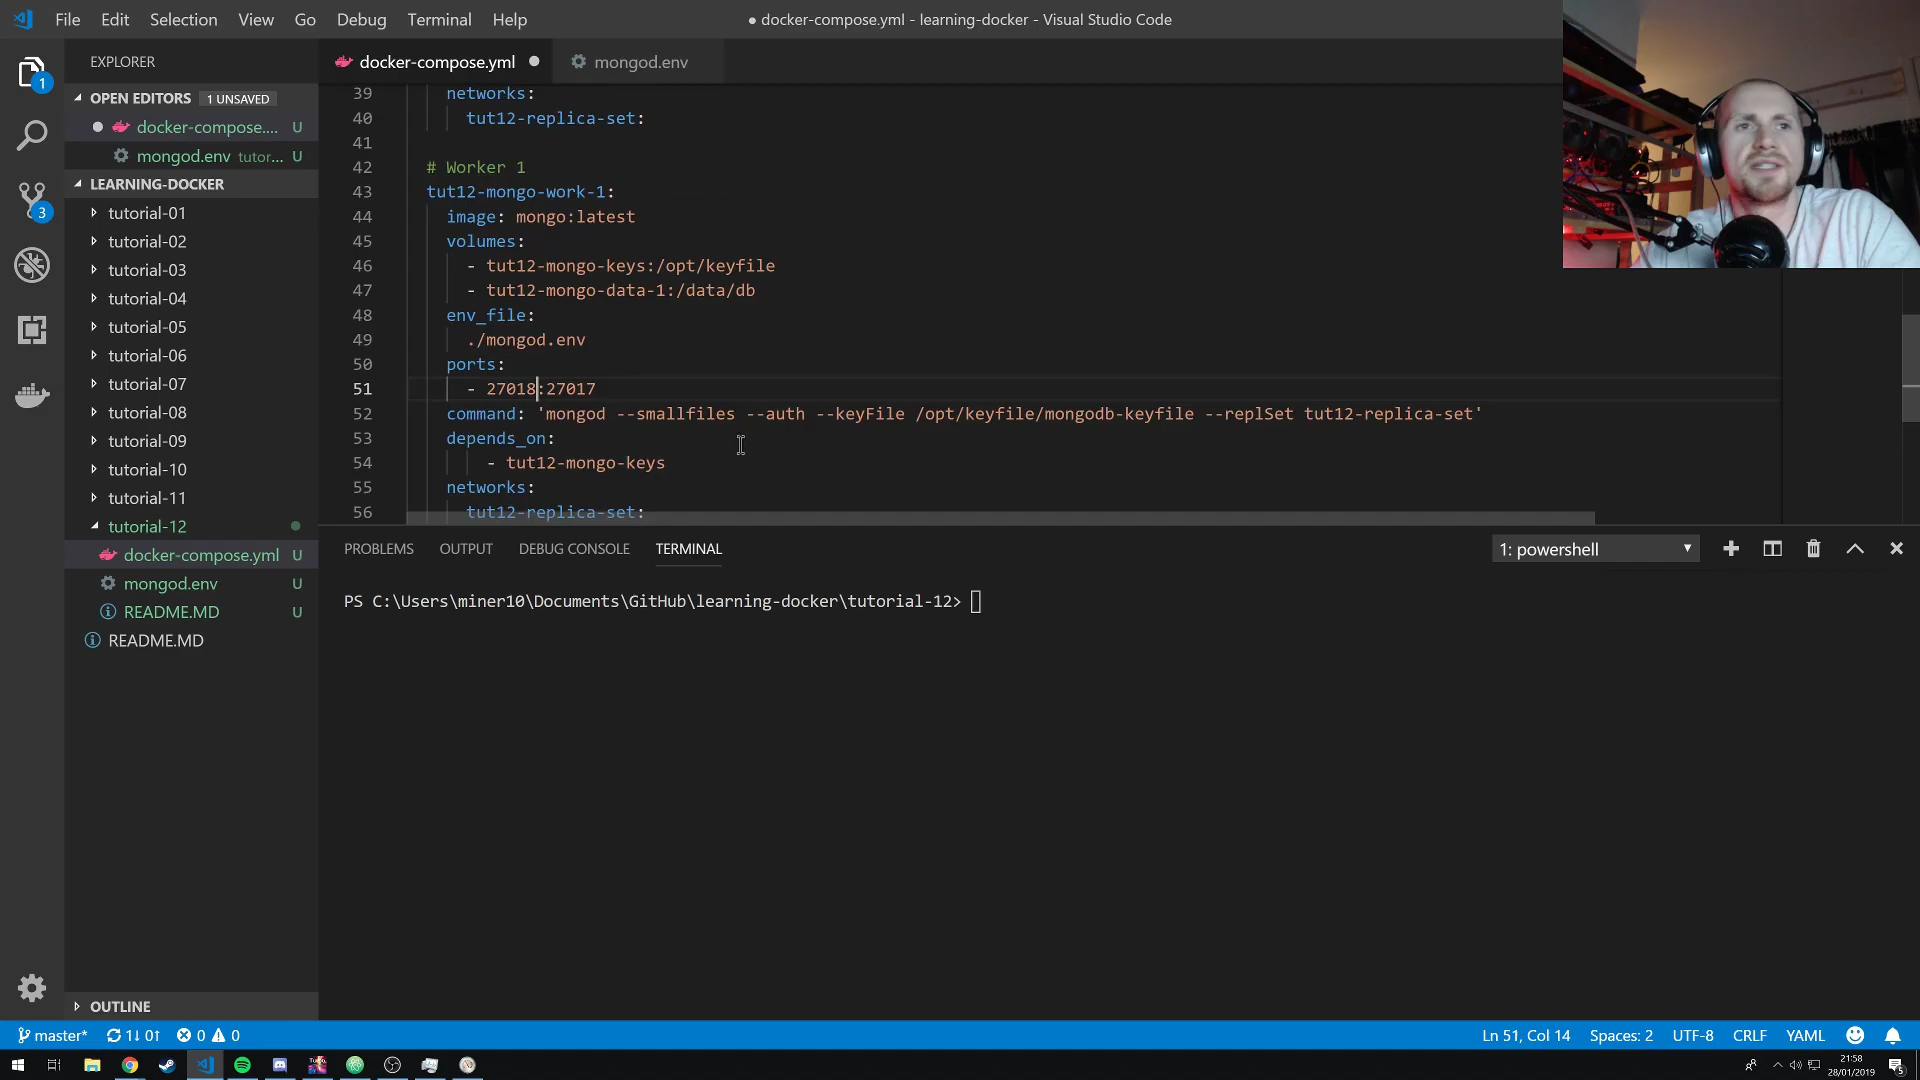 File Edit Selection View Go Debug Terminal Help
● docker-compose.yml - learning-docker - Visual Studio Code
EXPLORER
OPEN EDITORS 1 UNSAVED
docker-compose.... U
mongod.env tutor... U
LEARNING-DOCKER
tutorial-01
tutorial-02
tutorial-03
tutorial-04
tutorial-05
tutorial-06
tutorial-07
tutorial-08
tutorial-09
tutorial-10
tutorial-11
tutorial-12
docker-compose.yml U
mongod.env U
README.MD U
README.MD
OUTLINE
1
3
docker-compose.yml
mongod.env
39 networks:
40 tut12-replica-set:
41
42 # Worker 1
43 tut12-mongo-work-1:
44 image: mongo:latest
45 volumes:
46 - tut12-mongo-keys:/opt/keyfile
47 - tut12-mongo-data-1:/data/db
48 env_file:
49 ./mongod.env
50 ports:
51 - 27018:27017
52 command: 'mongod --smallfiles --auth --keyFile /opt/keyfile/mongodb-keyfile --replSet tut12-replica-set'
53 depends_on:
54 - tut12-mongo-keys
55 networks:
56 tut12-replica-set:
PROBLEMS OUTPUT DEBUG CONSOLE TERMINAL
1: powershell
PS C:\Users\miner10\Documents\GitHub\learning-docker\tutorial-12>
master* 1↓ 0↑ 0 0
Ln 51, Col 14 Spaces: 2 UTF-8 CRLF YAML
21:58
28/01/2019
5